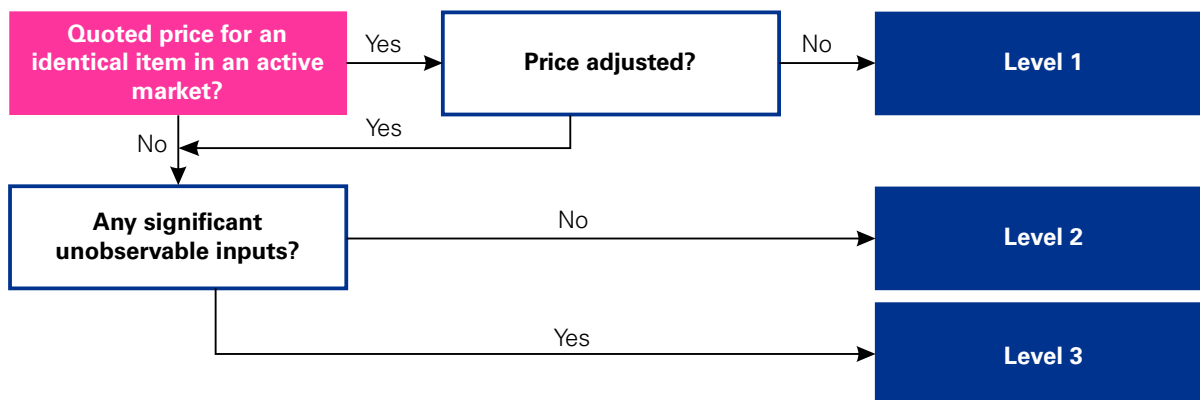 Quoted price for an
identical item in an active
market?
Yes
Price adjusted?
No
Level 1
Yes
No
Any significant
unobservable inputs?
No
Level 2
Yes
Level 3